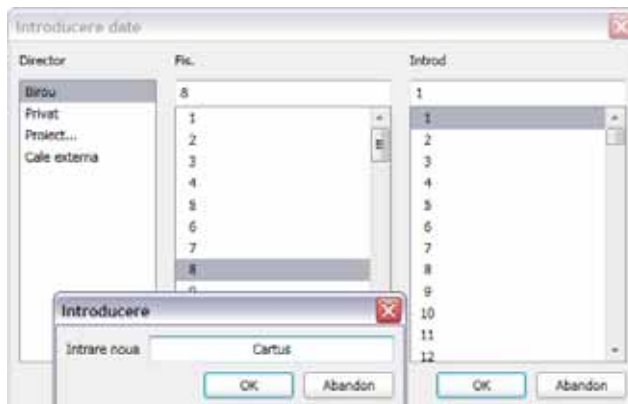 Introducere date
Director
Birou
Privat
Proiect...
Cale externa
Fis.
8
1
2
3
4
5
6
7
8
9
Introd
1
1
2
3
4
5
6
7
8
9
10
11
12
OK Abandon
Introducere
Intrare noua Cartus
OK Abandon